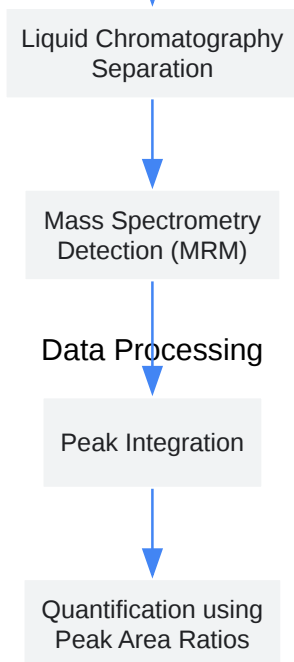 Liquid Chromatography
Separation
Mass Spectrometry
Detection (MRM)
Data Processing
Peak Integration
Quantification using
Peak Area Ratios